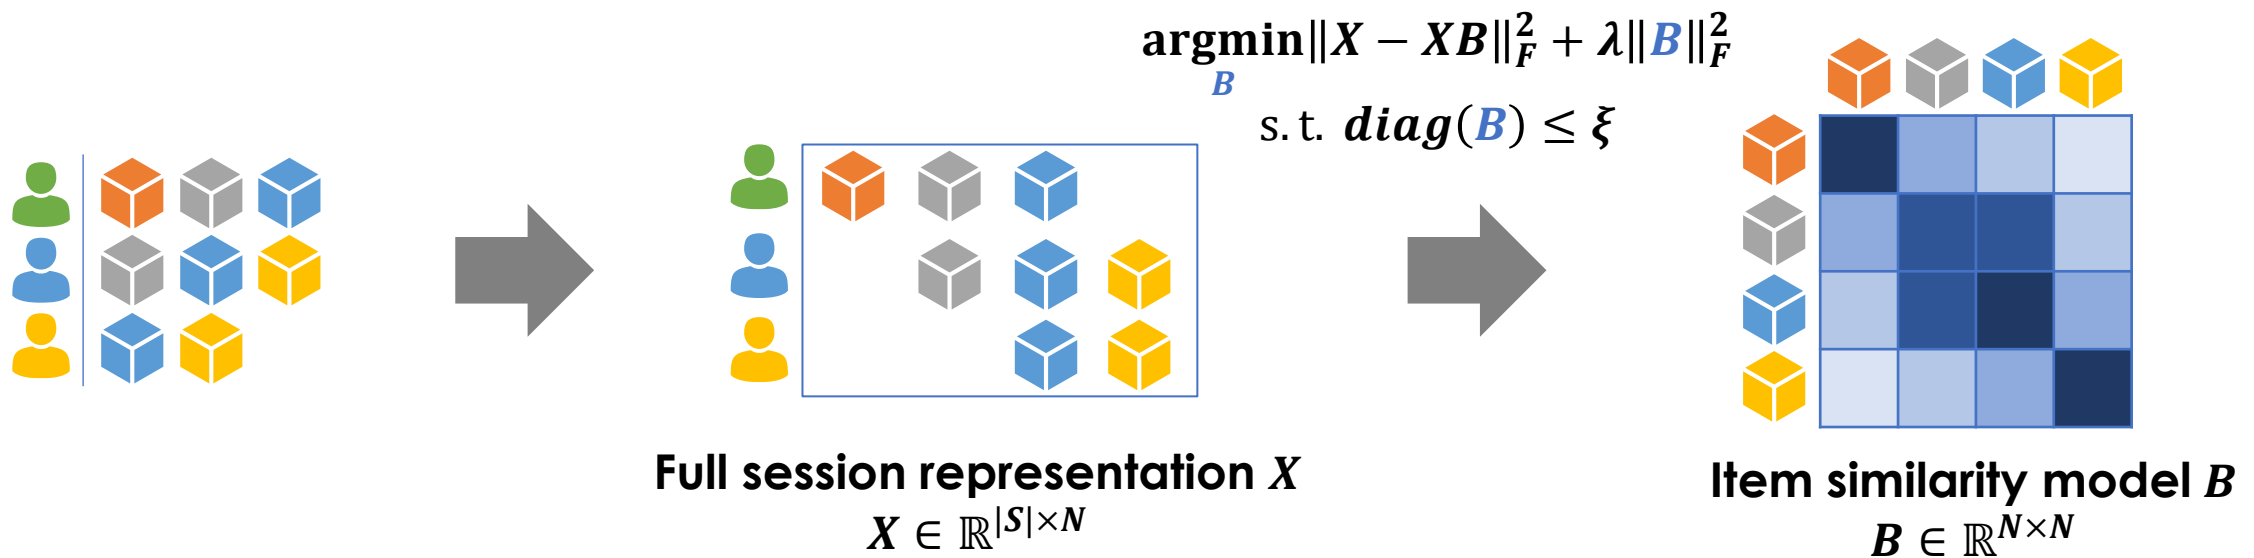 argmin‖X − XB‖²_F + λ‖B‖²_F
B
s. t. diag(B) ≤ ξ
Full session representation X
X ∈ ℝ^{|S|×N}
Item similarity model B
B ∈ ℝ^{N×N}